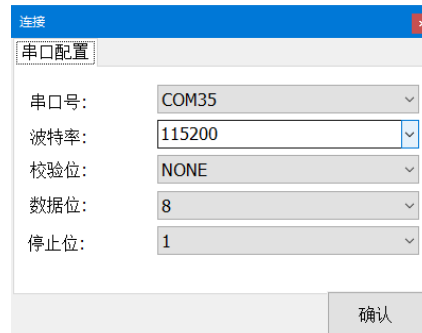 连接
串口配置
串口号: COM35
波特率: 115200
校验位: NONE
数据位: 8
停止位: 1
确认